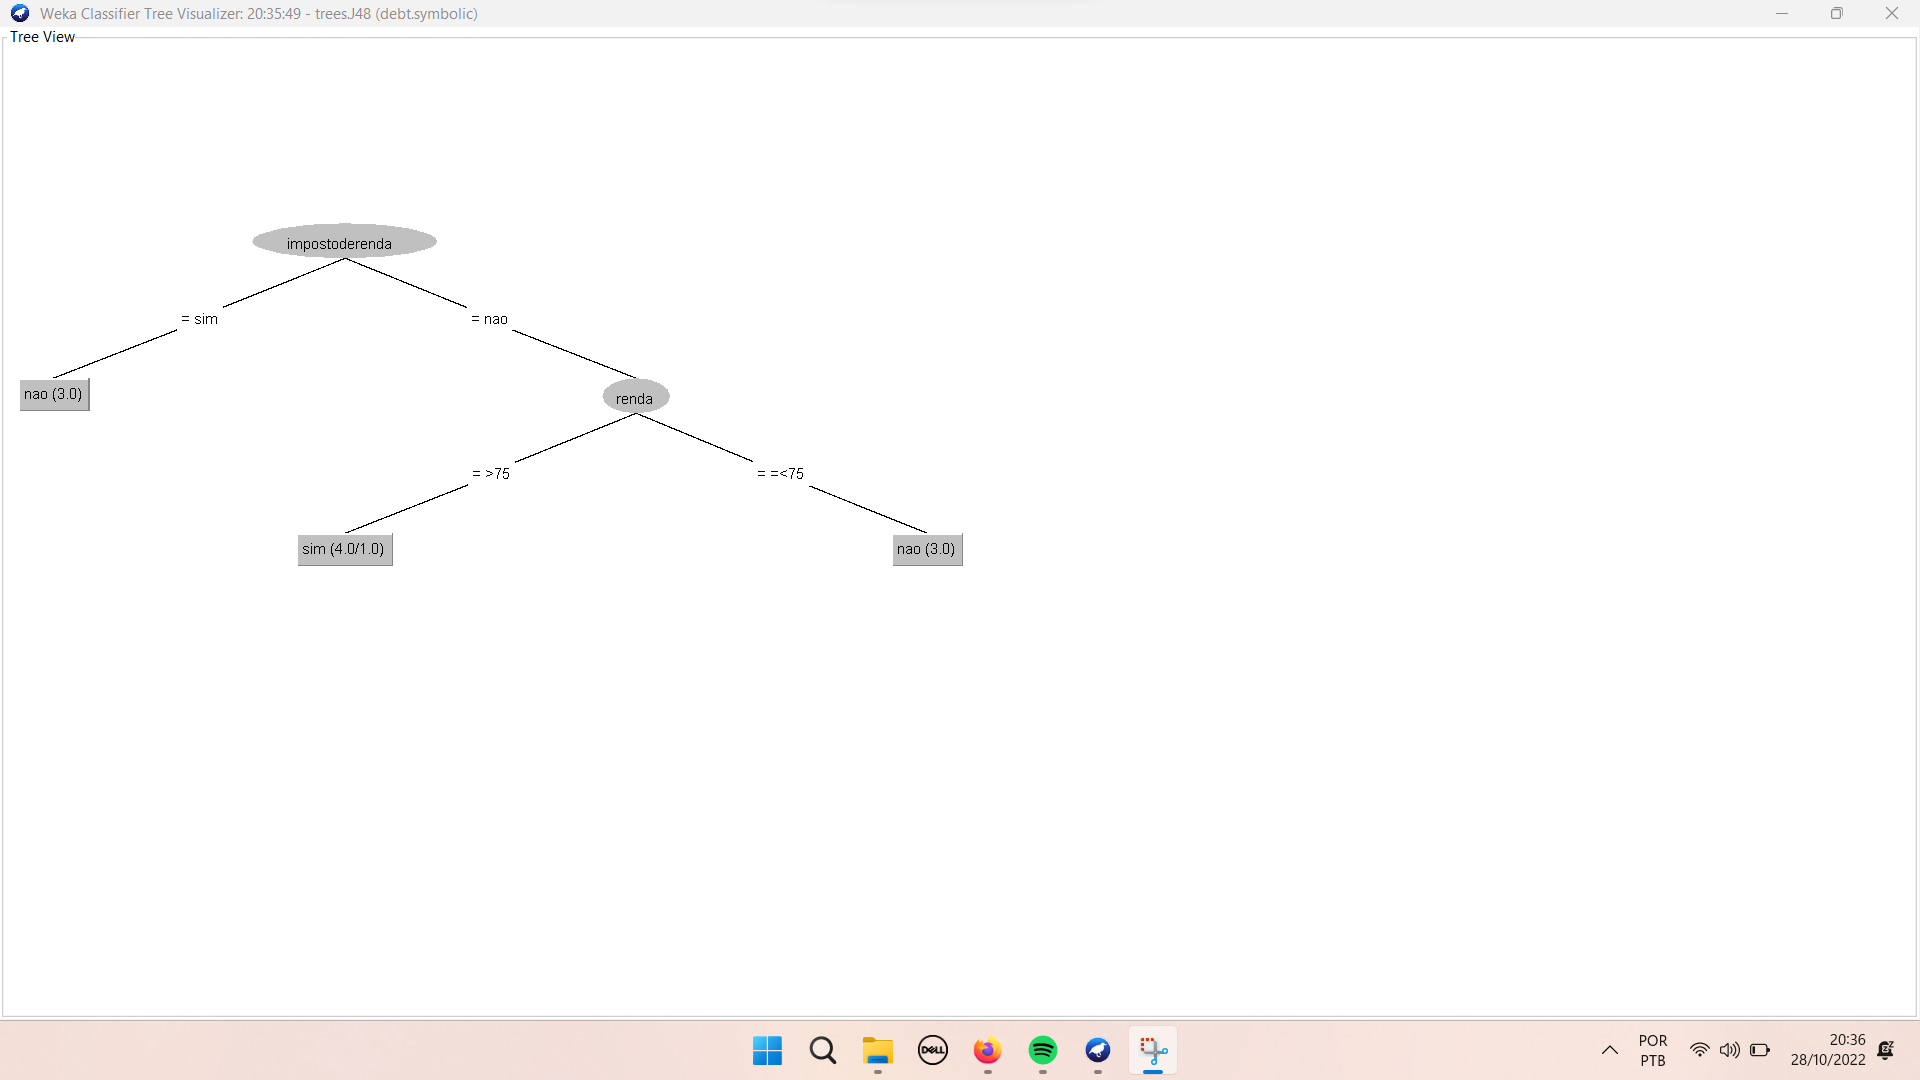 Weka Classifier Tree Visualizer: 20:35:49 - trees.J48 (debt.symbolic)
Tree View
impostoderenda
= sim
= nao
nao (3.0)
renda
= >75
= =<75
sim (4.0/1.0)
nao (3.0)
DELL
POR
PTB
20:36
28/10/2022